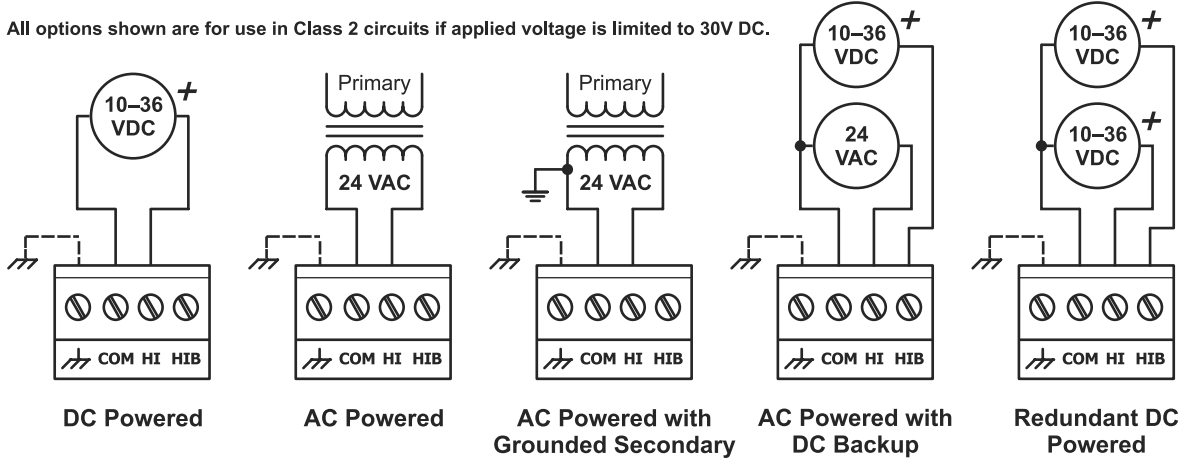 All options shown are for use in Class 2 circuits if applied voltage is limited to 30V DC.
10–36
VDC
+
COM HI HIB
DC Powered
Primary
24 VAC
COM HI HIB
AC Powered
Primary
24 VAC
COM HI HIB
AC Powered with
Grounded Secondary
10–36
VDC
+
24
VAC
COM HI HIB
AC Powered with
DC Backup
10–36
VDC
+
10–36
VDC
+
COM HI HIB
Redundant DC
Powered